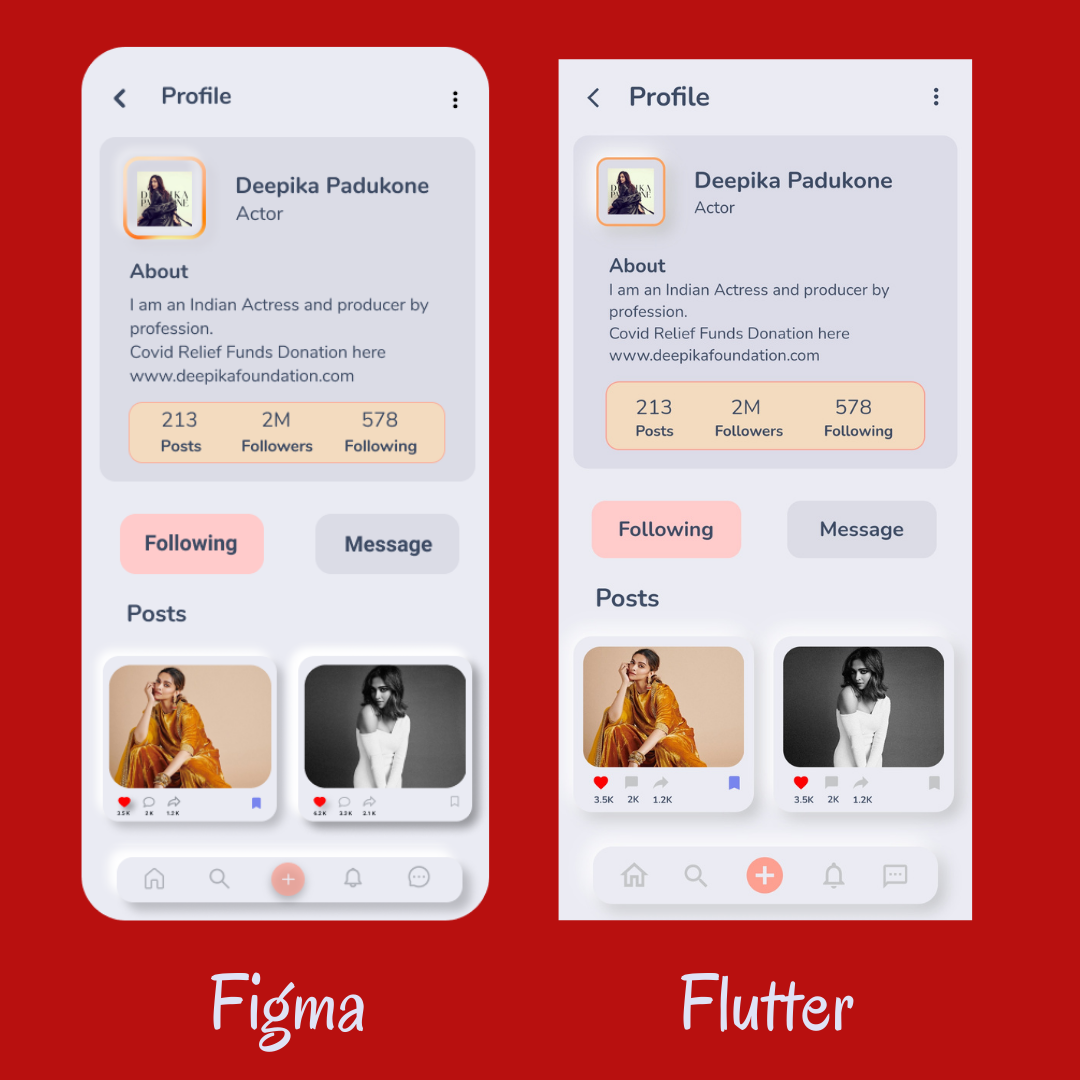 Profile
Deepika Padukone
Actor
About
I am an Indian Actress and producer by
profession.
Covid Relief Funds Donation here
www.deepikafoundation.com
213 2M 578
Posts Followers Following
Following Message
Posts
3.5K 2K 1.2K
6.2K 3.2K 2.1K
Figma
Profile
Deepika Padukone
Actor
About
I am an Indian Actress and producer by
profession.
Covid Relief Funds Donation here
www.deepikafoundation.com
213 2M 578
Posts Followers Following
Following Message
Posts
3.5K 2K 1.2K
3.5K 2K 1.2K
Flutter